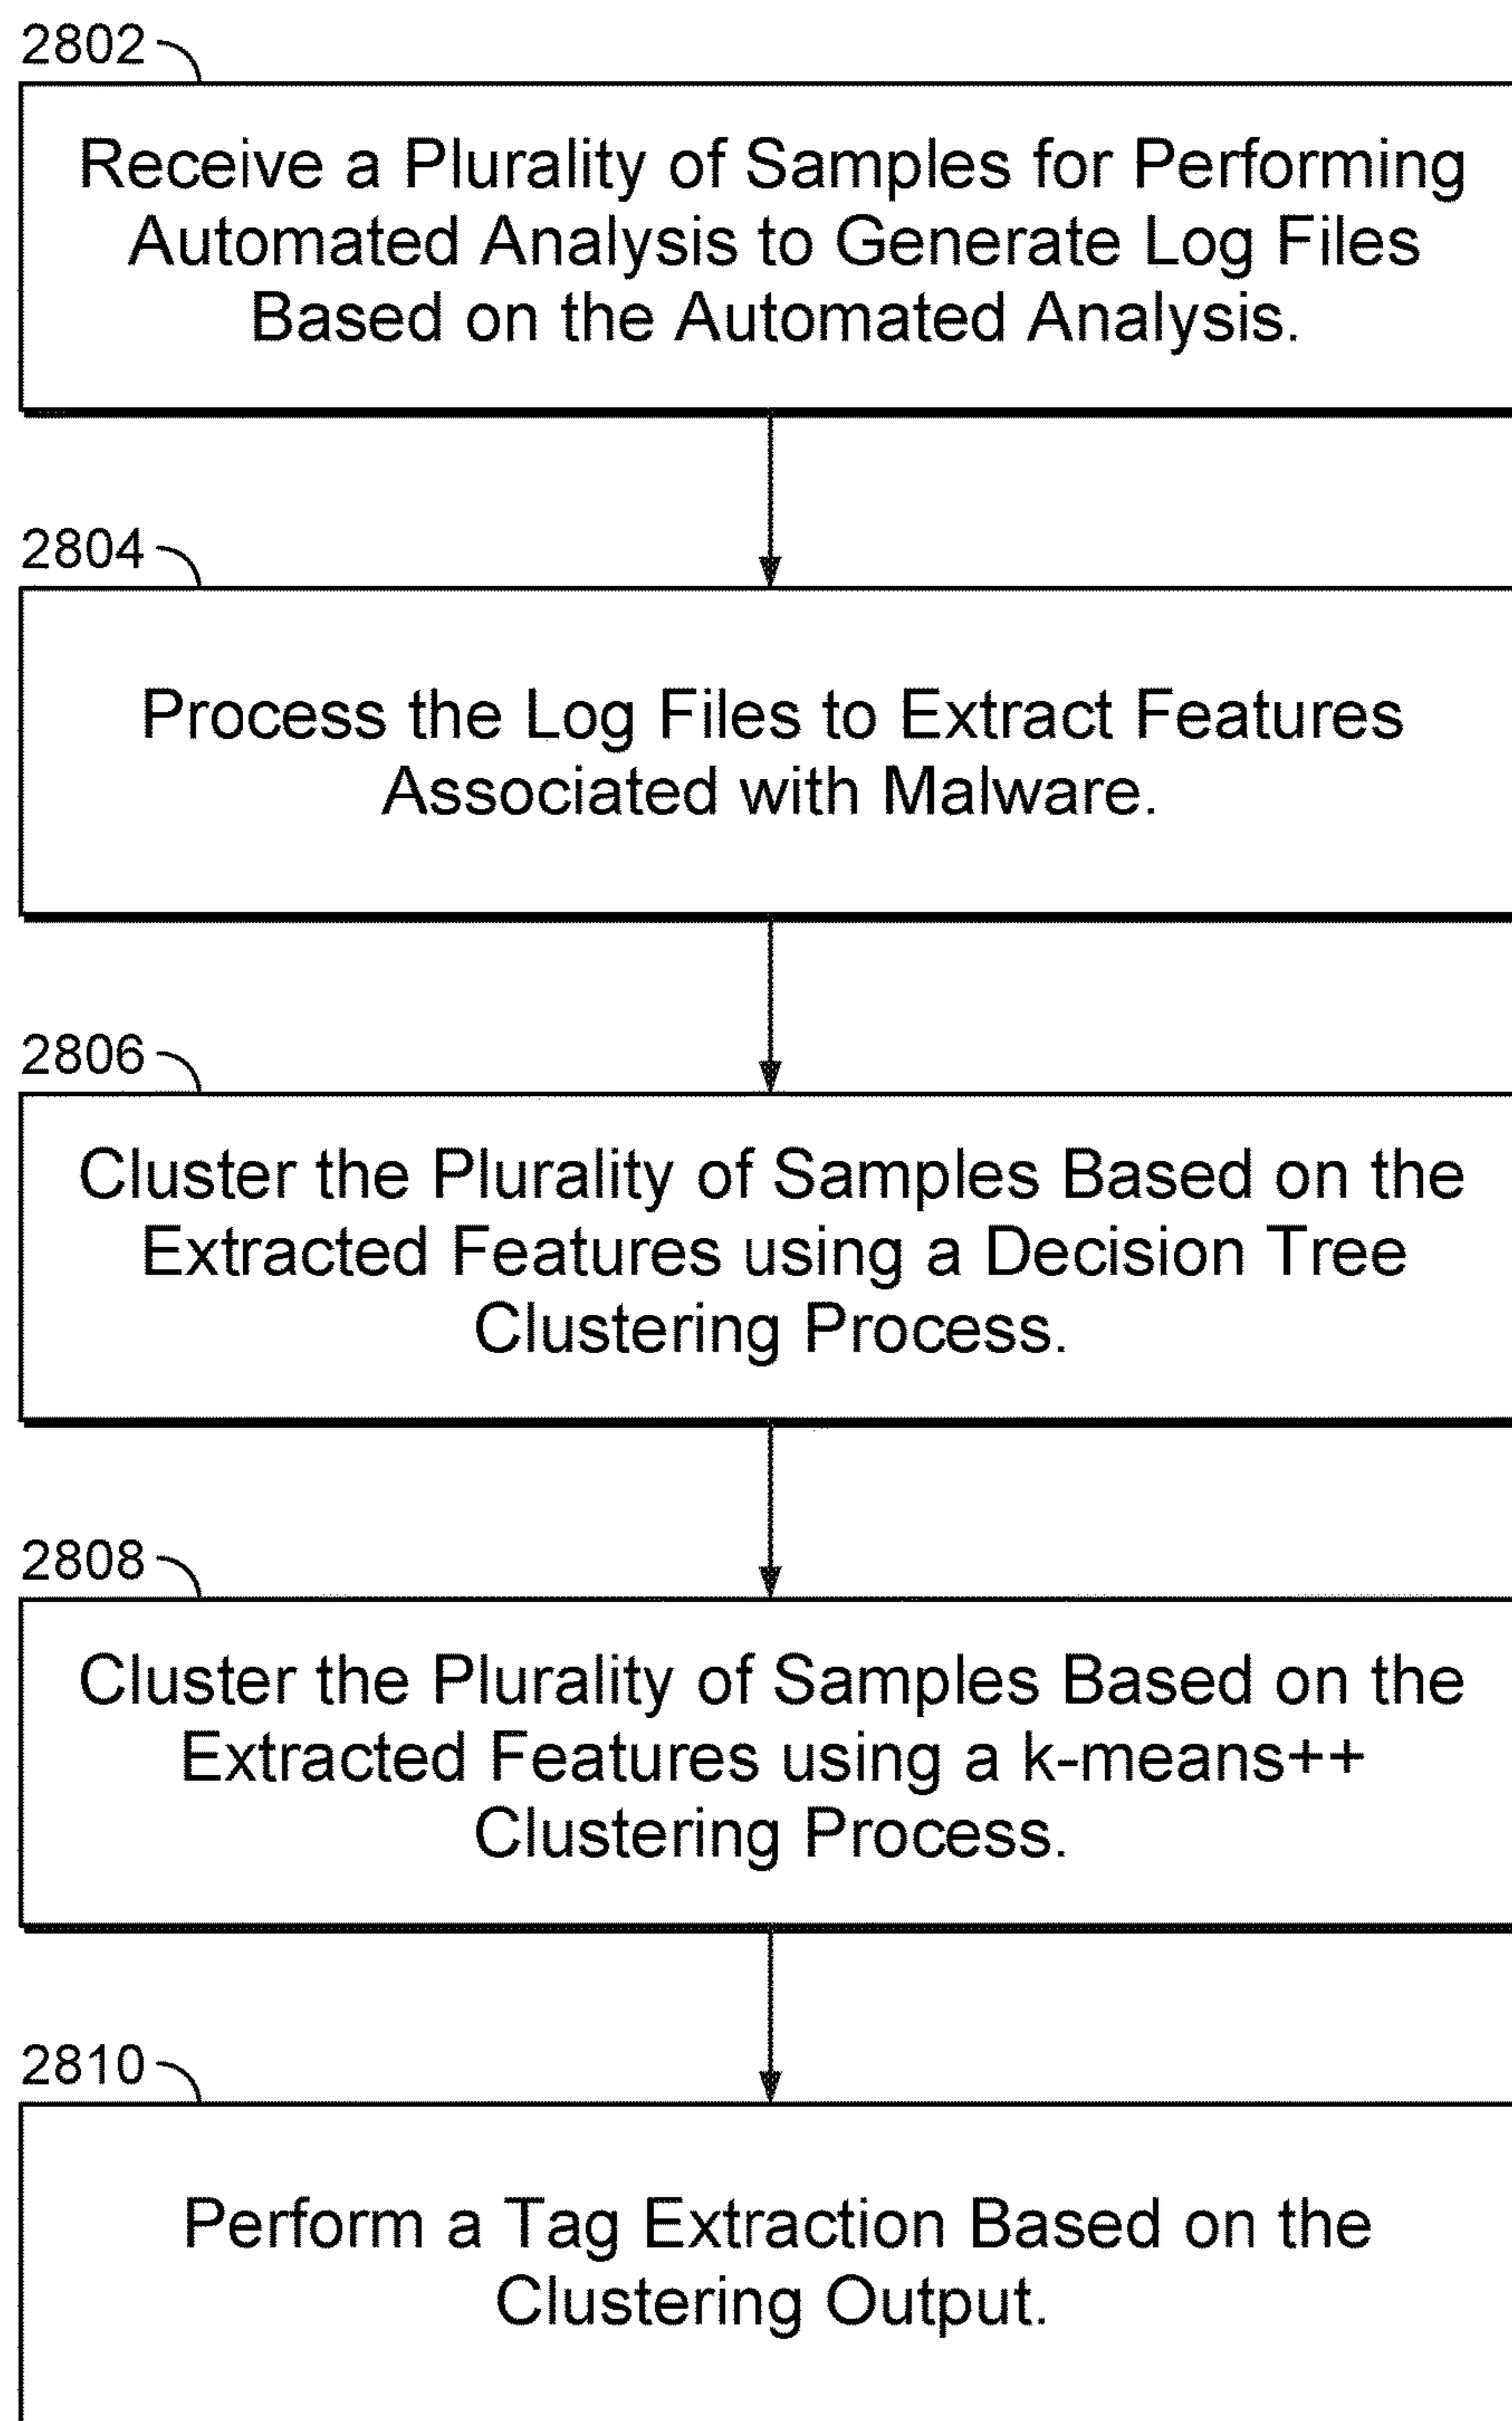 2802
Receive a Plurality of Samples for Performing
Automated Analysis to Generate Log Files
Based on the Automated Analysis.
2804
Process the Log Files to Extract Features
Associated with Malware.
2806
Cluster the Plurality of Samples Based on the
Extracted Features using a Decision Tree
Clustering Process.
2808
Cluster the Plurality of Samples Based on the
Extracted Features using a k-means++
Clustering Process.
2810
Perform a Tag Extraction Based on the
Clustering Output.